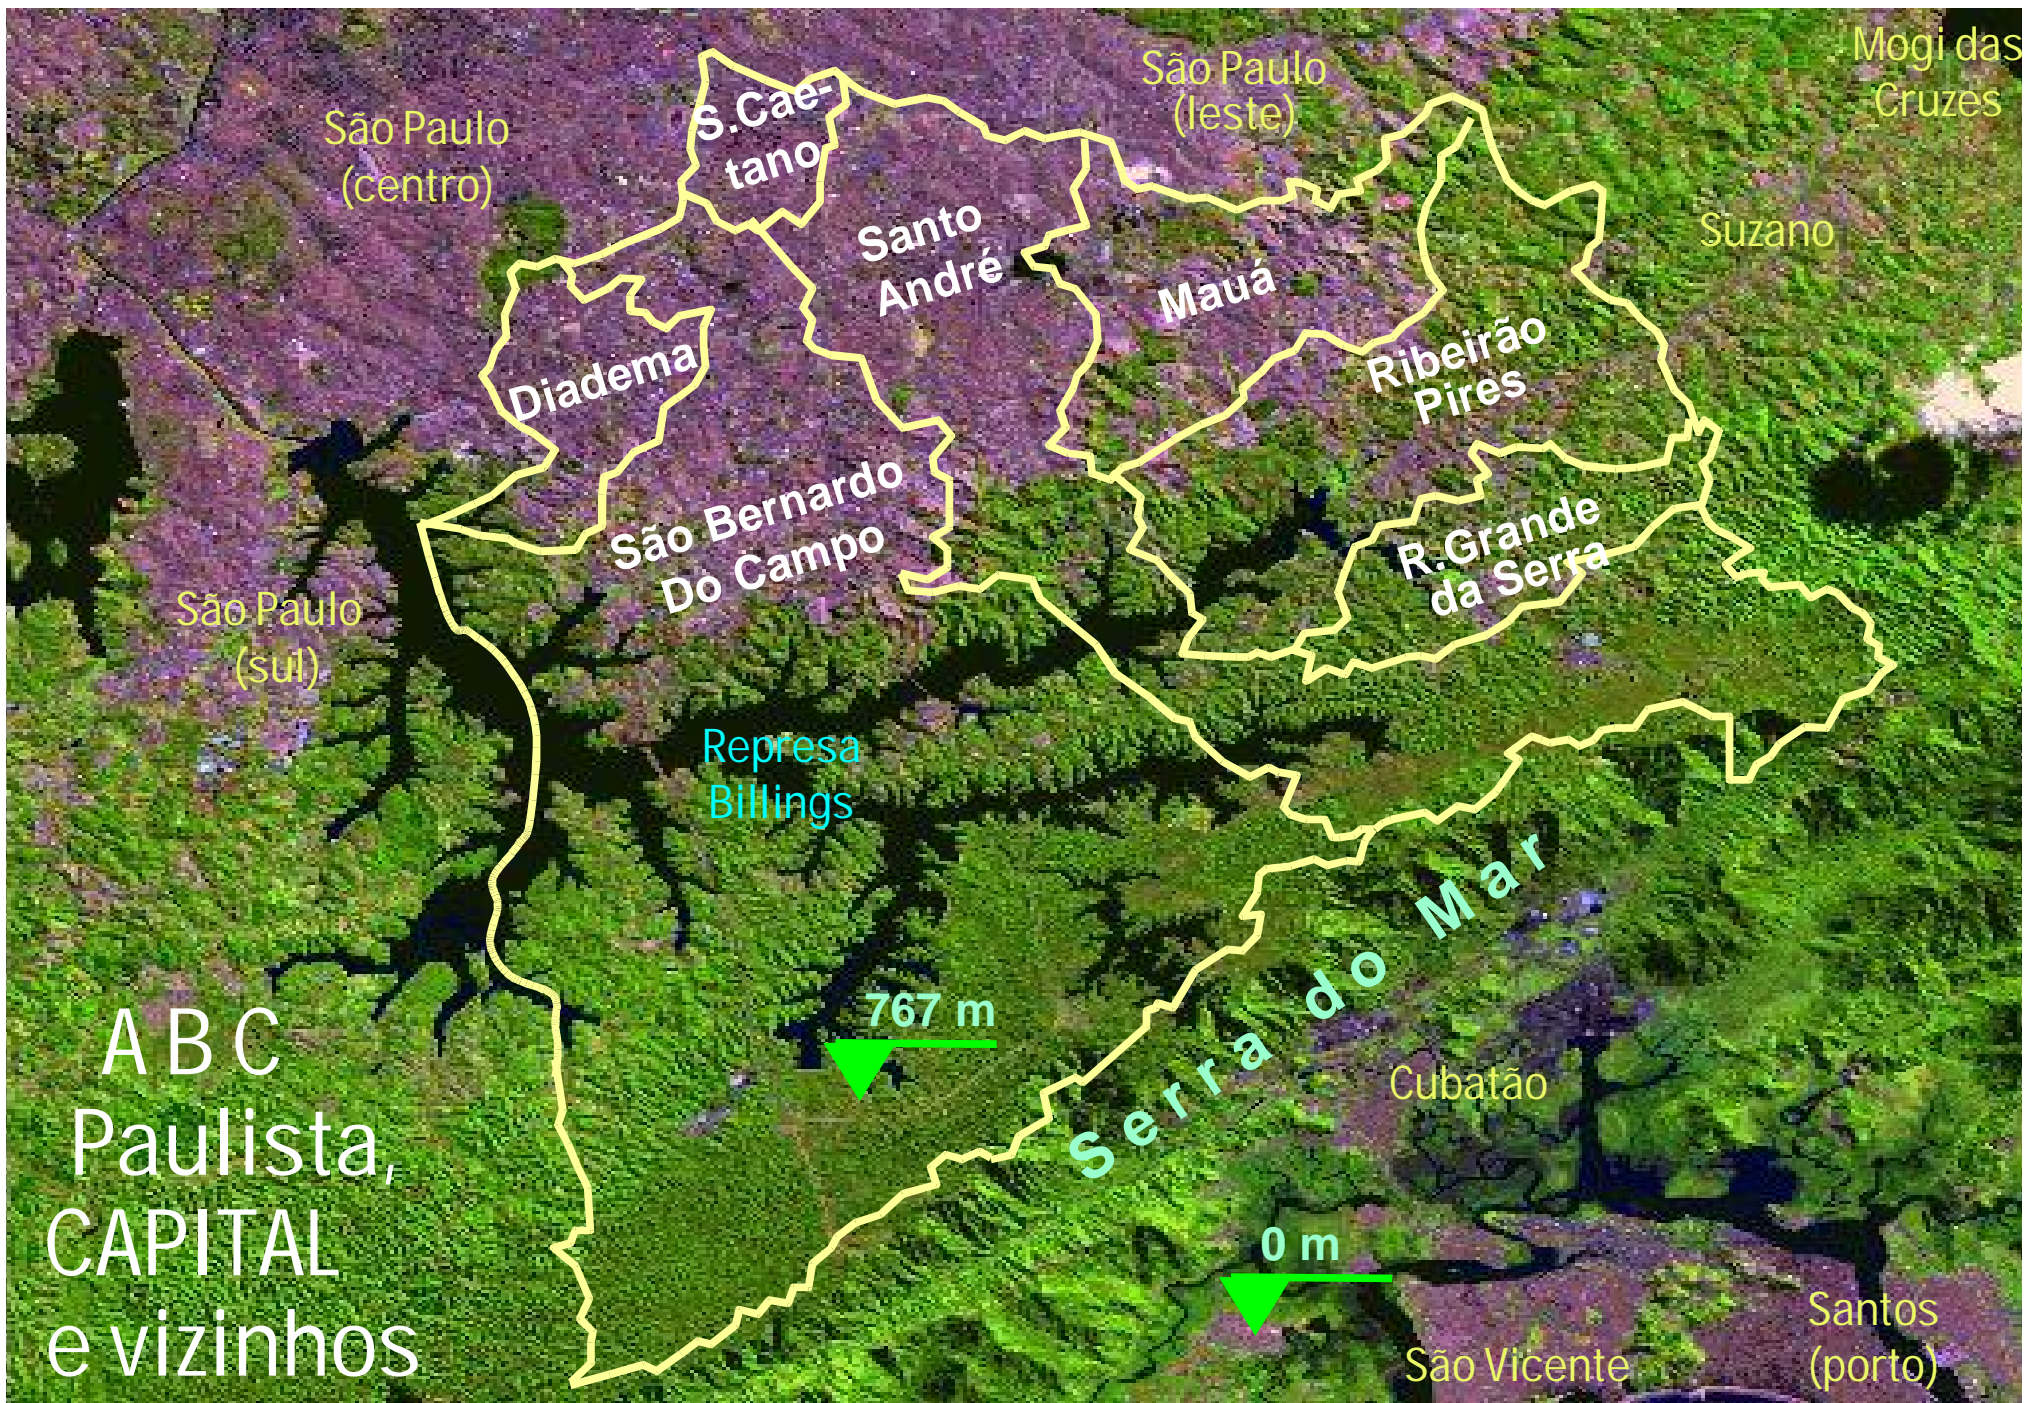 Mogi das
Cruzes
São Paulo
(leste)
São Paulo
(centro)
S.Cae-
tano
Santo
André
Suzano
Mauá
Diadema
Ribeirão
Pires
São Bernardo
Do Campo
R.Grande
da Serra
São Paulo
(sul)
Represa
Billings
Serra do Mar
767 m
Cubatão
0 m
A B C
Paulista,
CAPITAL
e vizinhos
São Vicente
Santos
(porto)